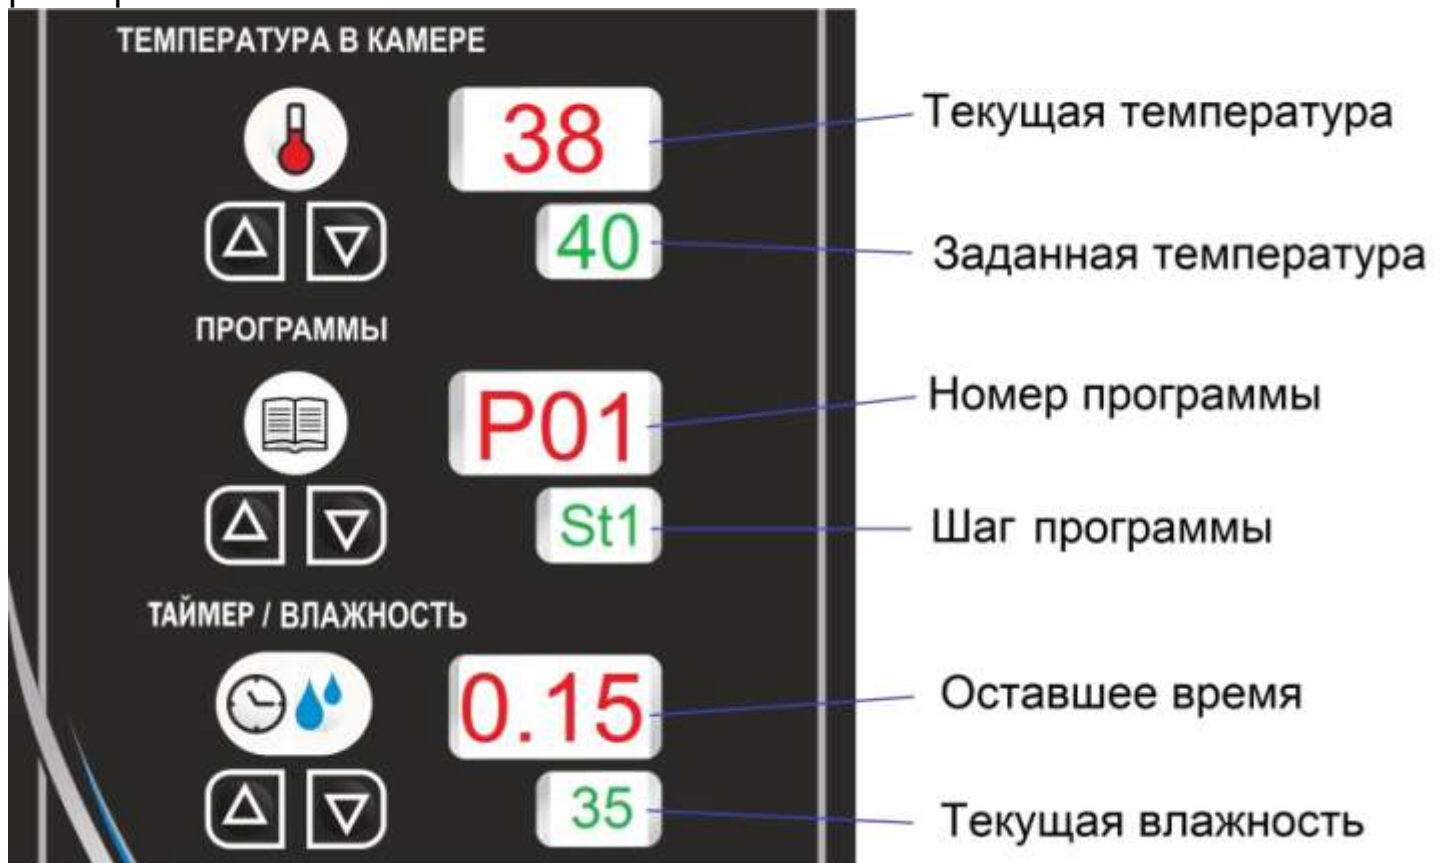 ТЕМПЕРАТУРА В КАМЕРЕ
38
Текущая температура
40
Заданная температура
ПРОГРАММЫ
P01
Номер программы
St1
Шаг программы
ТАЙМЕР / ВЛАЖНОСТЬ
0.15
Оставшее время
35
Текущая влажность